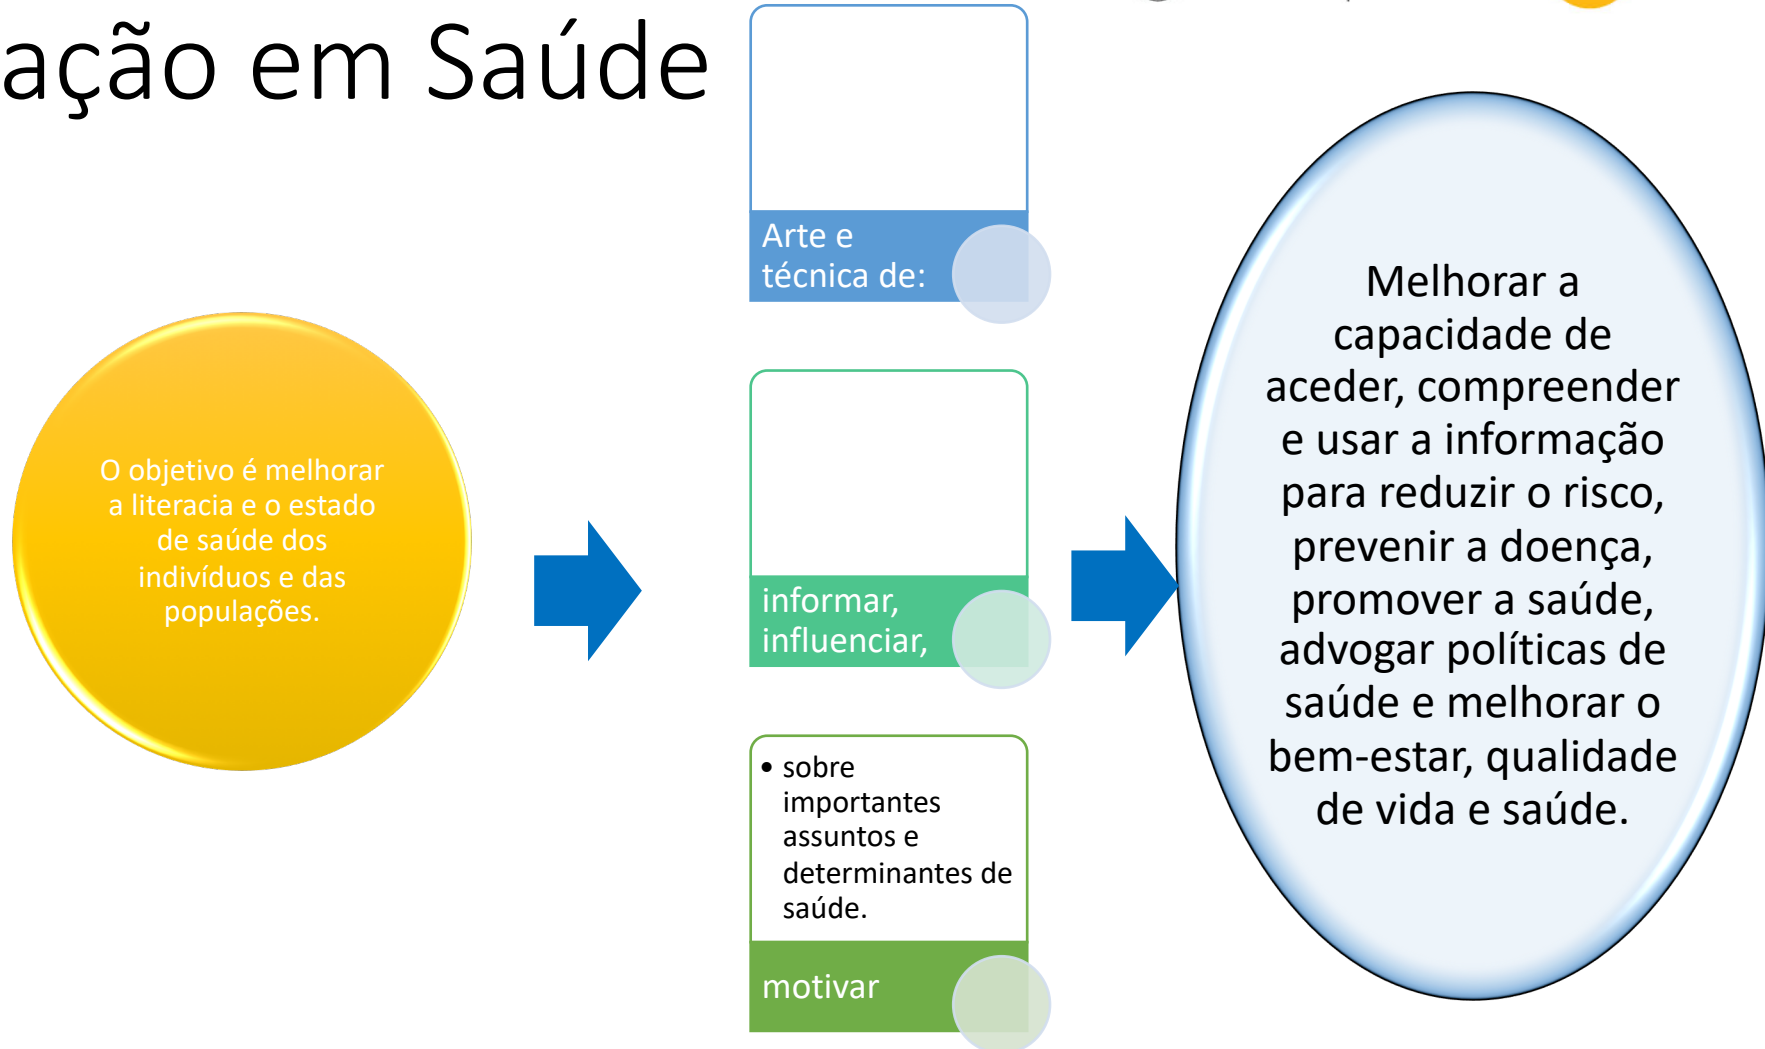 ação em Saúde
O objetivo é melhorar
a literacia e o estado
de saúde dos
indivíduos e das
populações.
Arte e
técnica de:
informar,
influenciar,
• sobre
importantes
assuntos e
determinantes de
saúde.
motivar
Melhorar a
capacidade de
aceder, compreender
e usar a informação
para reduzir o risco,
prevenir a doença,
promover a saúde,
advogar políticas de
saúde e melhorar o
bem-estar, qualidade
de vida e saúde.